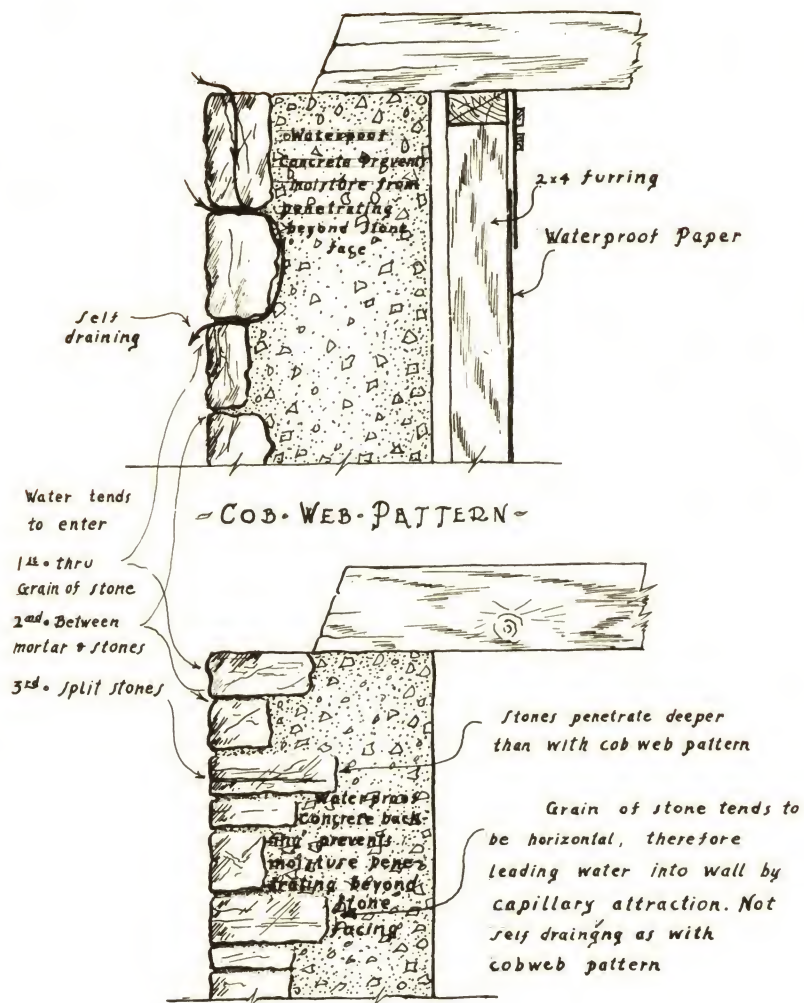 Waterpoof
Concrete prevents
moisture from
penetrating
beyond stone
face
2x4 furring
Waterproof Paper
Self
draining
Water tends
to enter
1st. thru
Grain of stone
2nd. Between
mortar & stones
3rd. split stones
- COB-WEB-PATTERN -
Stones penetrate deeper
than with cob web pattern
Waterproof
Concrete back-
ing prevents
moisture pene-
trating beyond
stone
facing
Grain of stone tends to
be horizontal, therefore
leading water into wall by
capillary attraction. Not
self draining as with
cobweb pattern